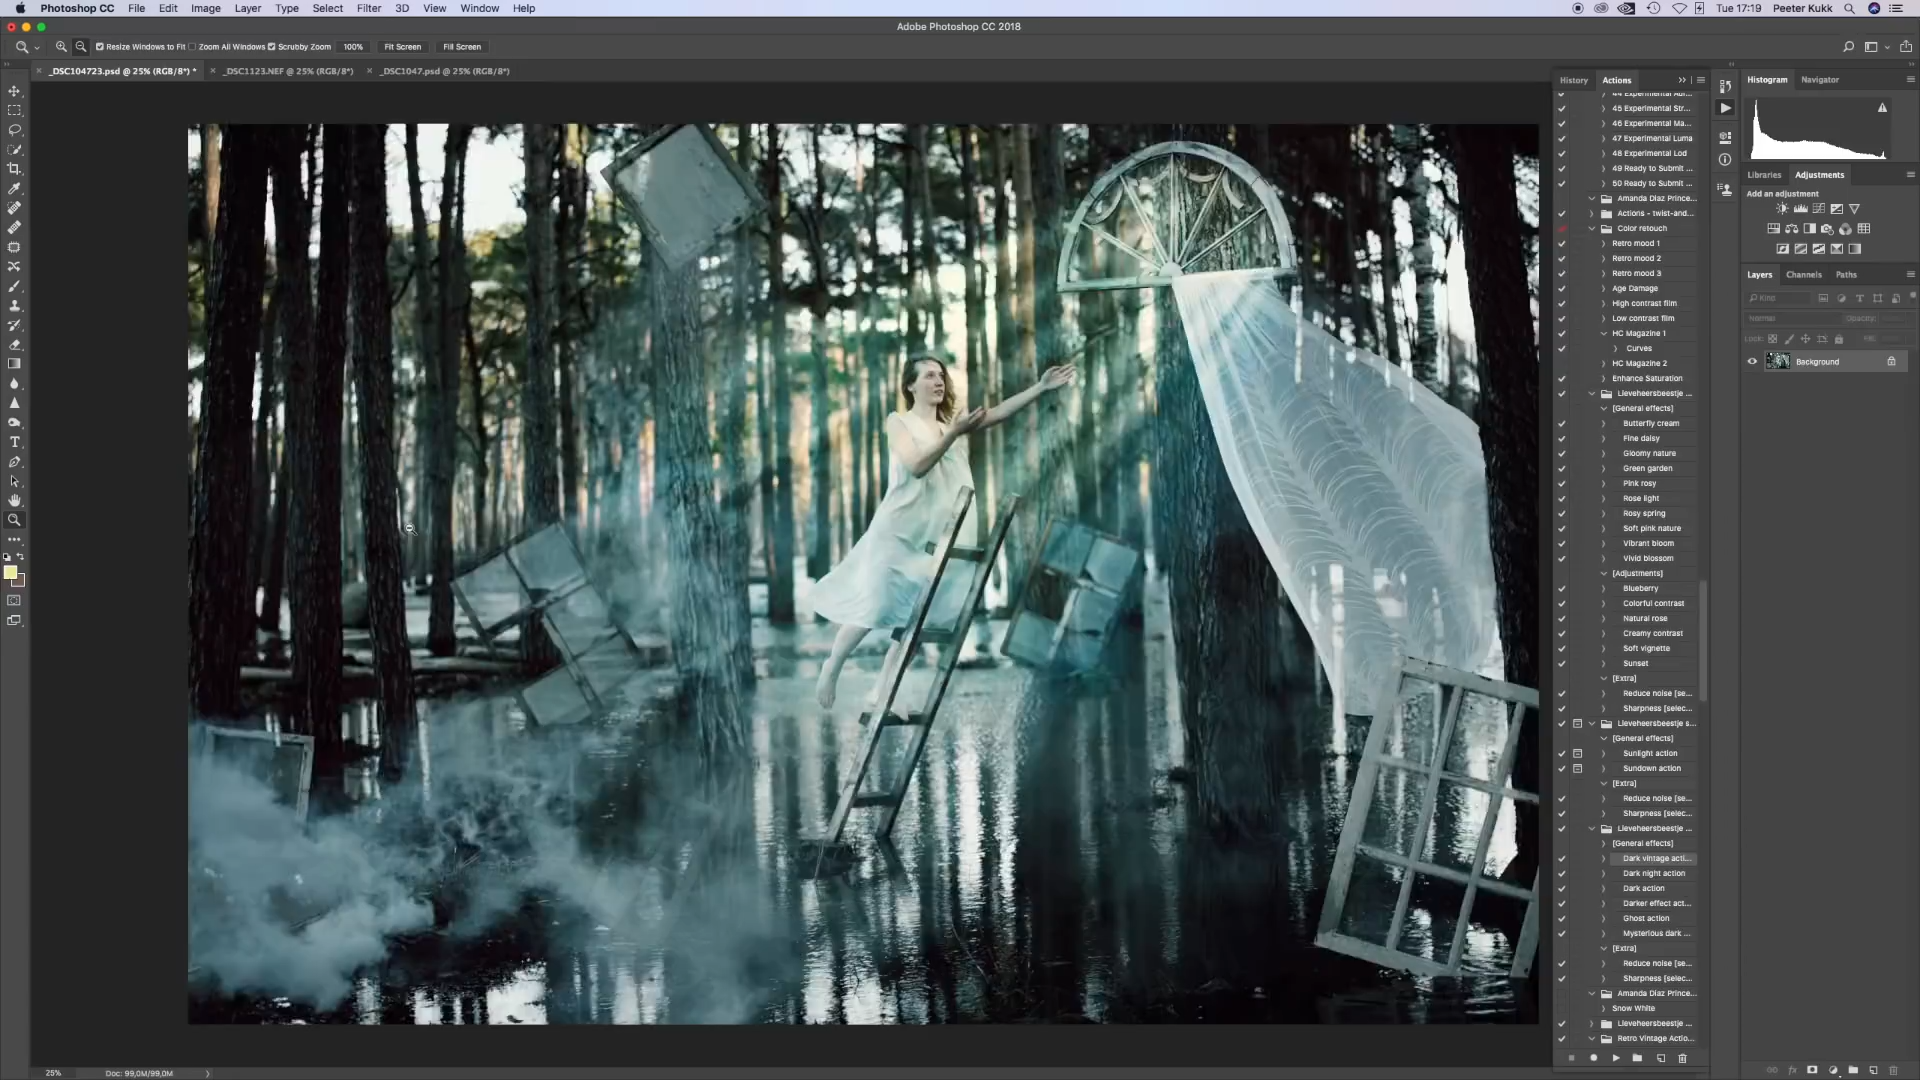 Photoshop CC File Edit Image Layer Type Select Filter 3D View Window Help Tue 17:19 Peeter Kukk
Adobe Photoshop CC 2018
Resize Windows to Fit Zoom All Windows Scrubby Zoom 100% Fit Screen Fill Screen
_DSC104723.psd @ 25% (RGB/8*) * _DSC1123.NEF @ 25% (RGB/8*) _DSC1047.psd @ 25% (RGB/8*)
History Actions
45 Experimental Str...
46 Experimental Ma...
47 Experimental Luma
48 Experimental Lod
49 Ready to Submit ...
50 Ready to Submit ...
Amanda Diaz Prince...
Actions - twist-and...
Color retouch
Retro mood 1
Retro mood 2
Retro mood 3
Age Damage
High contrast film
Low contrast film
HC Magazine 1
Curves
HC Magazine 2
Enhance Saturation
Lieveheersbeestje ...
[General effects]
Butterfly cream
Fine daisy
Gloomy nature
Green garden
Pink rosy
Rose light
Rosy spring
Soft pink nature
Vibrant bloom
Vivid blossom
[Adjustments]
Blueberry
Colorful contrast
Natural rose
Creamy contrast
Soft vignette
Sunset
[Extra]
Reduce noise [se...
Sharpness [selec...
Lieveheersbeestje s...
[General effects]
Sunlight action
Sundown action
[Extra]
Reduce noise [se...
Sharpness [selec...
Lieveheersbeestje ...
[General effects]
Dark vintage acti...
Dark night action
Dark action
Darker effect act...
Ghost action
Mysterious dark ...
[Extra]
Reduce noise [se...
Sharpness [selec...
Amanda Diaz Prince...
Snow White
Lieveheersbeestje ...
Retro Vintage Actio...
Histogram Navigator
Libraries Adjustments
Add an adjustment
Layers Channels Paths
Kind
Normal Opacity:
Lock: Fill:
Background
25% Doc: 99,0M/99,0M